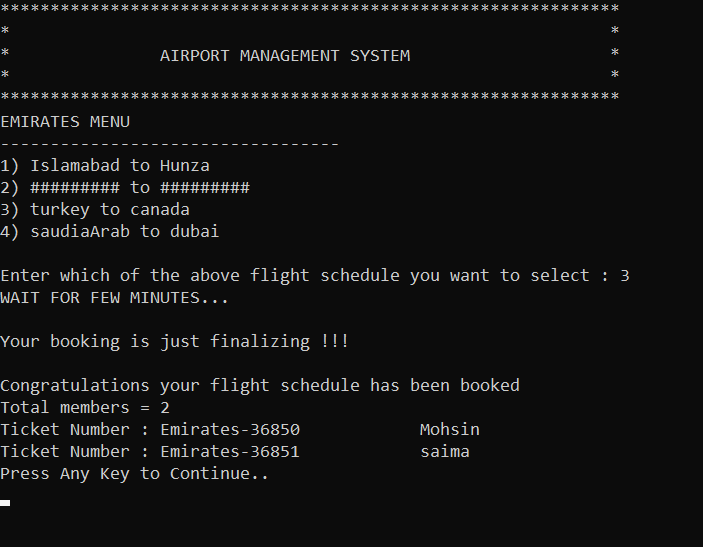 **************************************************************
*                                                            *
*               AIRPORT MANAGEMENT SYSTEM                    *
*                                                            *
**************************************************************
EMIRATES MENU
----------------------------------
1) Islamabad to Hunza
2) ######### to #########
3) turkey to canada
4) saudiaArab to dubai
Enter which of the above flight schedule you want to select : 3
WAIT FOR FEW MINUTES...
Your booking is just finalizing !!!
Congratulations your flight schedule has been booked
Total members = 2
Ticket Number : Emirates-36850            Mohsin
Ticket Number : Emirates-36851            saima
Press Any Key to Continue..